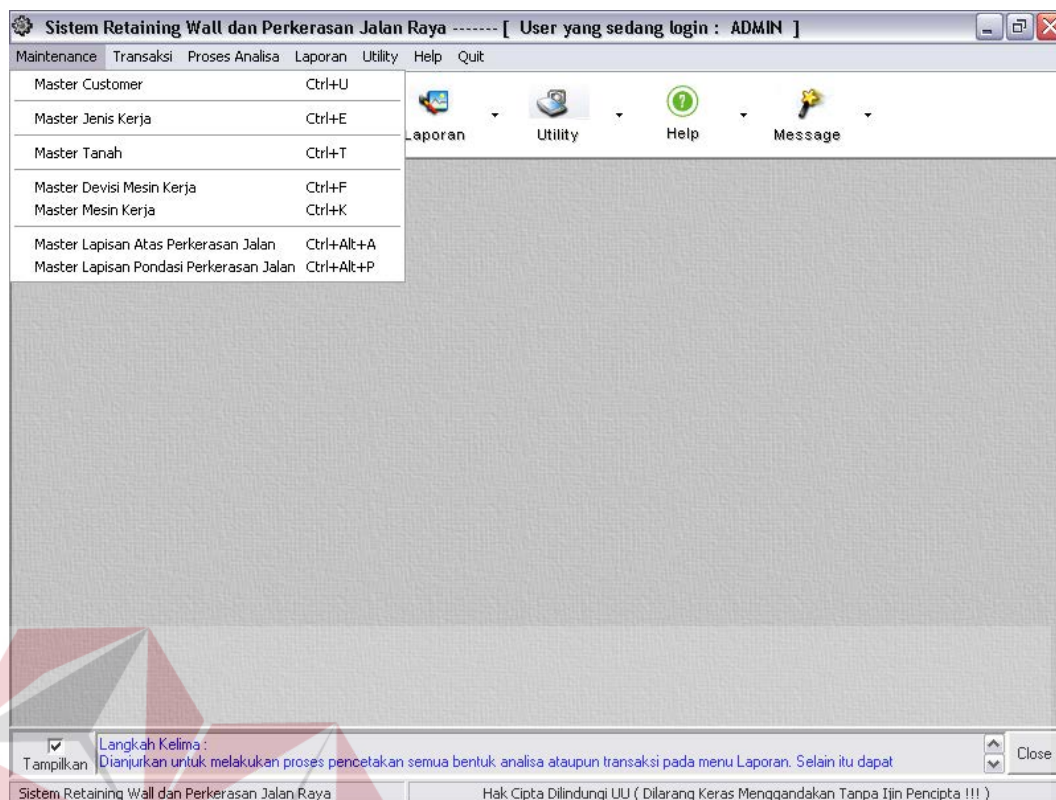 Sistem Retaining Wall dan Perkerasan Jalan Raya ------- [ User yang sedang login : ADMIN ]
Maintenance Transaksi Proses Analisa Laporan Utility Help Quit
Master Customer Ctrl+U
Master Jenis Kerja Ctrl+E
Master Tanah Ctrl+T
Master Devisi Mesin Kerja Ctrl+F
Master Mesin Kerja Ctrl+K
Master Lapisan Atas Perkerasan Jalan Ctrl+Alt+A
Master Lapisan Pondasi Perkerasan Jalan Ctrl+Alt+P
Laporan Utility Help Message
Langkah Kelima :
Tampilkan Dianjurkan untuk melakukan proses pencetakan semua bentuk analisa ataupun transaksi pada menu Laporan. Selain itu dapat Close
Sistem Retaining Wall dan Perkerasan Jalan Raya Hak Cipta Dilindungi UU ( Dilarang Keras Menggandakan Tanpa Ijin Pencipta !!! )